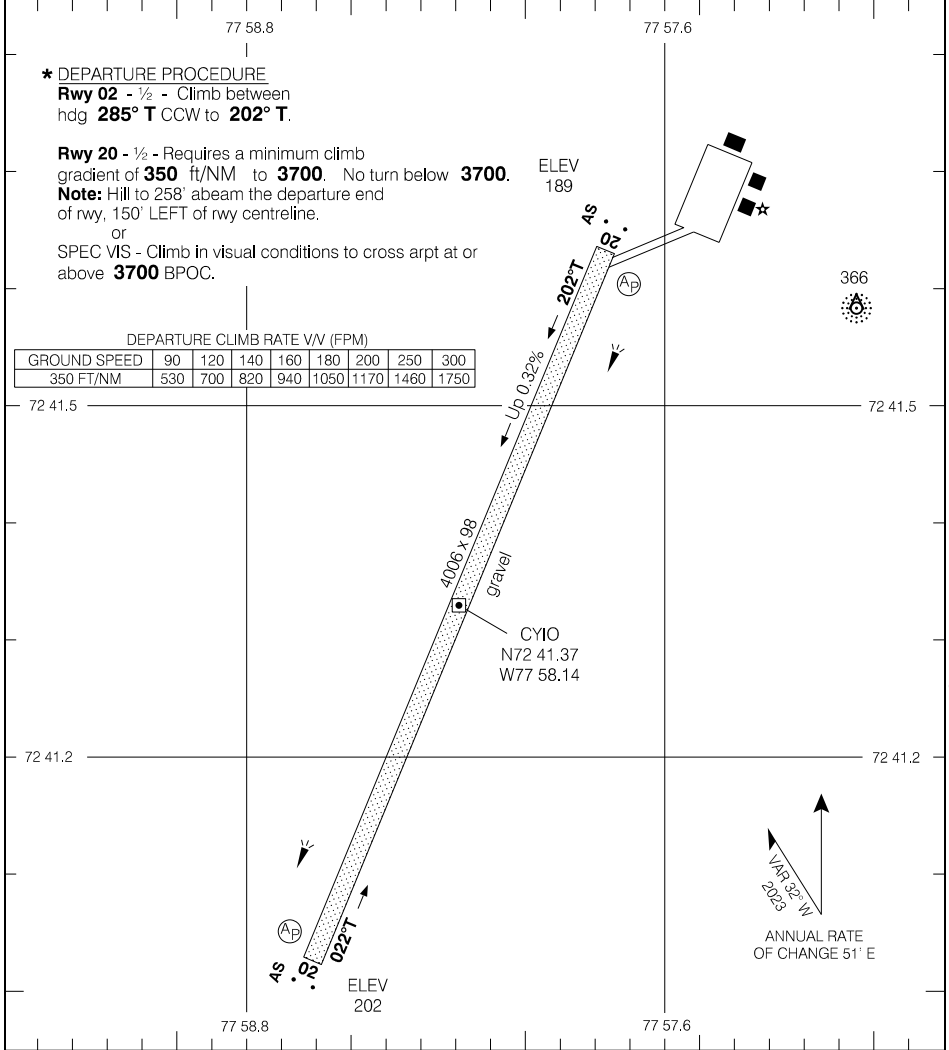 77 58.8
77 57.6
* DEPARTURE PROCEDURE
Rwy 02 - ½ - Climb between
hdg 285° T CCW to 202° T.
Rwy 20 - ½ - Requires a minimum climb
gradient of 350 ft/NM to 3700. No turn below 3700.
Note: Hill to 258' abeam the departure end
of rwy, 150' LEFT of rwy centreline.
or
SPEC VIS - Climb in visual conditions to cross arpt at or
above 3700 BPOC.
ELEV
189
AS
20
202°T
AP
366
DEPARTURE CLIMB RATE V/V (FPM)
GROUND SPEED 90 120 140 160 180 200 250 300
350 FT/NM 530 700 820 940 1050 1170 1460 1750
Up 0.32%
72 41.5
72 41.5
4006 x 98
gravel
CYIO
N72 41.37
W77 58.14
72 41.2
72 41.2
VAR 32° W
2023
ANNUAL RATE
OF CHANGE 51' E
AP
022°T
02
AS
ELEV
202
77 58.8
77 57.6